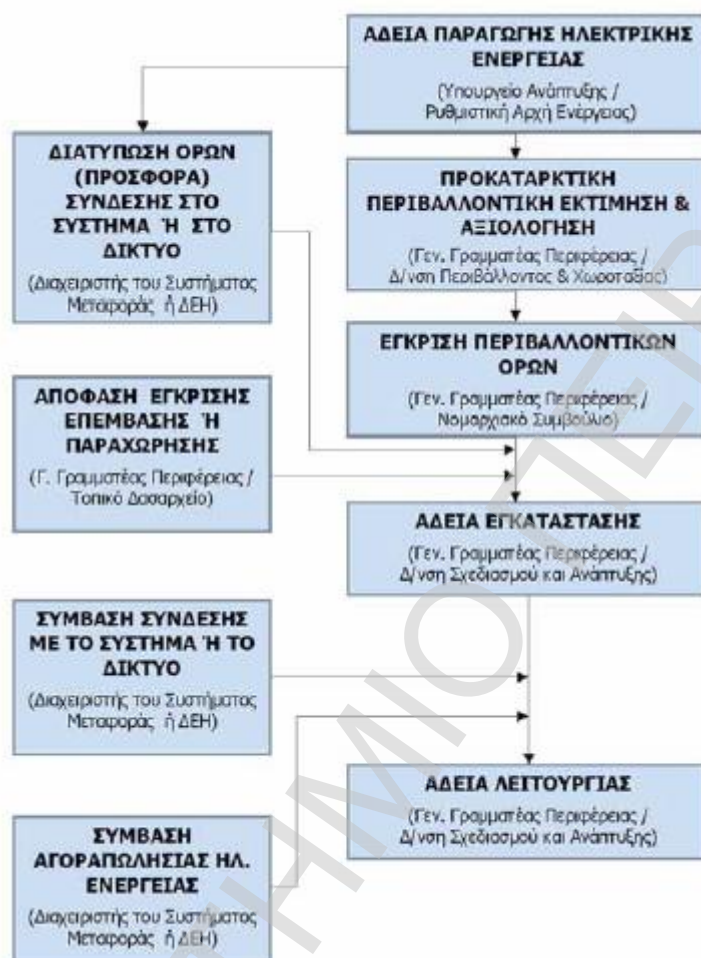 ΑΔΕΙΑ ΠΑΡΑΓΩΓΗΣ ΗΛΕΚΤΡΙΚΗΣ
ΕΝΕΡΓΕΙΑΣ
(Υπουργείο Ανάπτυξης /
Ρυθμιστική Αρχή Ενέργειας)
ΔΙΑΤΥΠΩΣΗ ΟΡΩΝ
(ΠΡΟΣΦΟΡΑ)
ΣΥΝΔΕΣΗΣ ΣΤΟ
ΣΥΣΤΗΜΑ Ή ΣΤΟ
ΔΙΚΤΥΟ
(Διαχειριστής του Συστήματος
Μεταφοράς ή ΔΕΗ)
ΠΡΟΚΑΤΑΡΚΤΙΚΗ
ΠΕΡΙΒΑΛΛΟΝΤΙΚΗ ΕΚΤΙΜΗΣΗ &
ΑΞΙΟΛΟΓΗΣΗ
(Γεν. Γραμματέας Περιφέρειας /
Δ/νση Περιβάλλοντος & Χωροταξίας)
ΕΓΚΡΙΣΗ ΠΕΡΙΒΑΛΛΟΝΤΙΚΩΝ
ΟΡΩΝ
(Γεν. Γραμματέας Περιφέρειας /
Νομαρχιακό Συμβούλιο)
ΑΠΟΦΑΣΗ ΕΓΚΡΙΣΗΣ
ΕΠΕΜΒΑΣΗΣ Ή
ΠΑΡΑΧΩΡΗΣΗΣ
(Γ. Γραμματέας Περιφέρειας /
Τοπικό Δασαρχείο)
ΑΔΕΙΑ ΕΓΚΑΤΑΣΤΑΣΗΣ
(Γεν. Γραμματέας Περιφέρειας /
Δ/νση Σχεδιασμού και Ανάπτυξης)
ΣΥΜΒΑΣΗ ΣΥΝΔΕΣΗΣ
ΜΕ ΤΟ ΣΥΣΤΗΜΑ Ή ΤΟ
ΔΙΚΤΥΟ
(Διαχειριστής του Συστήματος
Μεταφοράς ή ΔΕΗ)
ΑΔΕΙΑ ΛΕΙΤΟΥΡΓΙΑΣ
(Γεν. Γραμματέας Περιφέρειας /
Δ/νση Σχεδιασμού και Ανάπτυξης)
ΣΥΜΒΑΣΗ
ΑΓΟΡΑΠΩΛΗΣΙΑΣ ΗΛ.
ΕΝΕΡΓΕΙΑΣ
(Διαχειριστής του Συστήματος
Μεταφοράς ή ΔΕΗ)